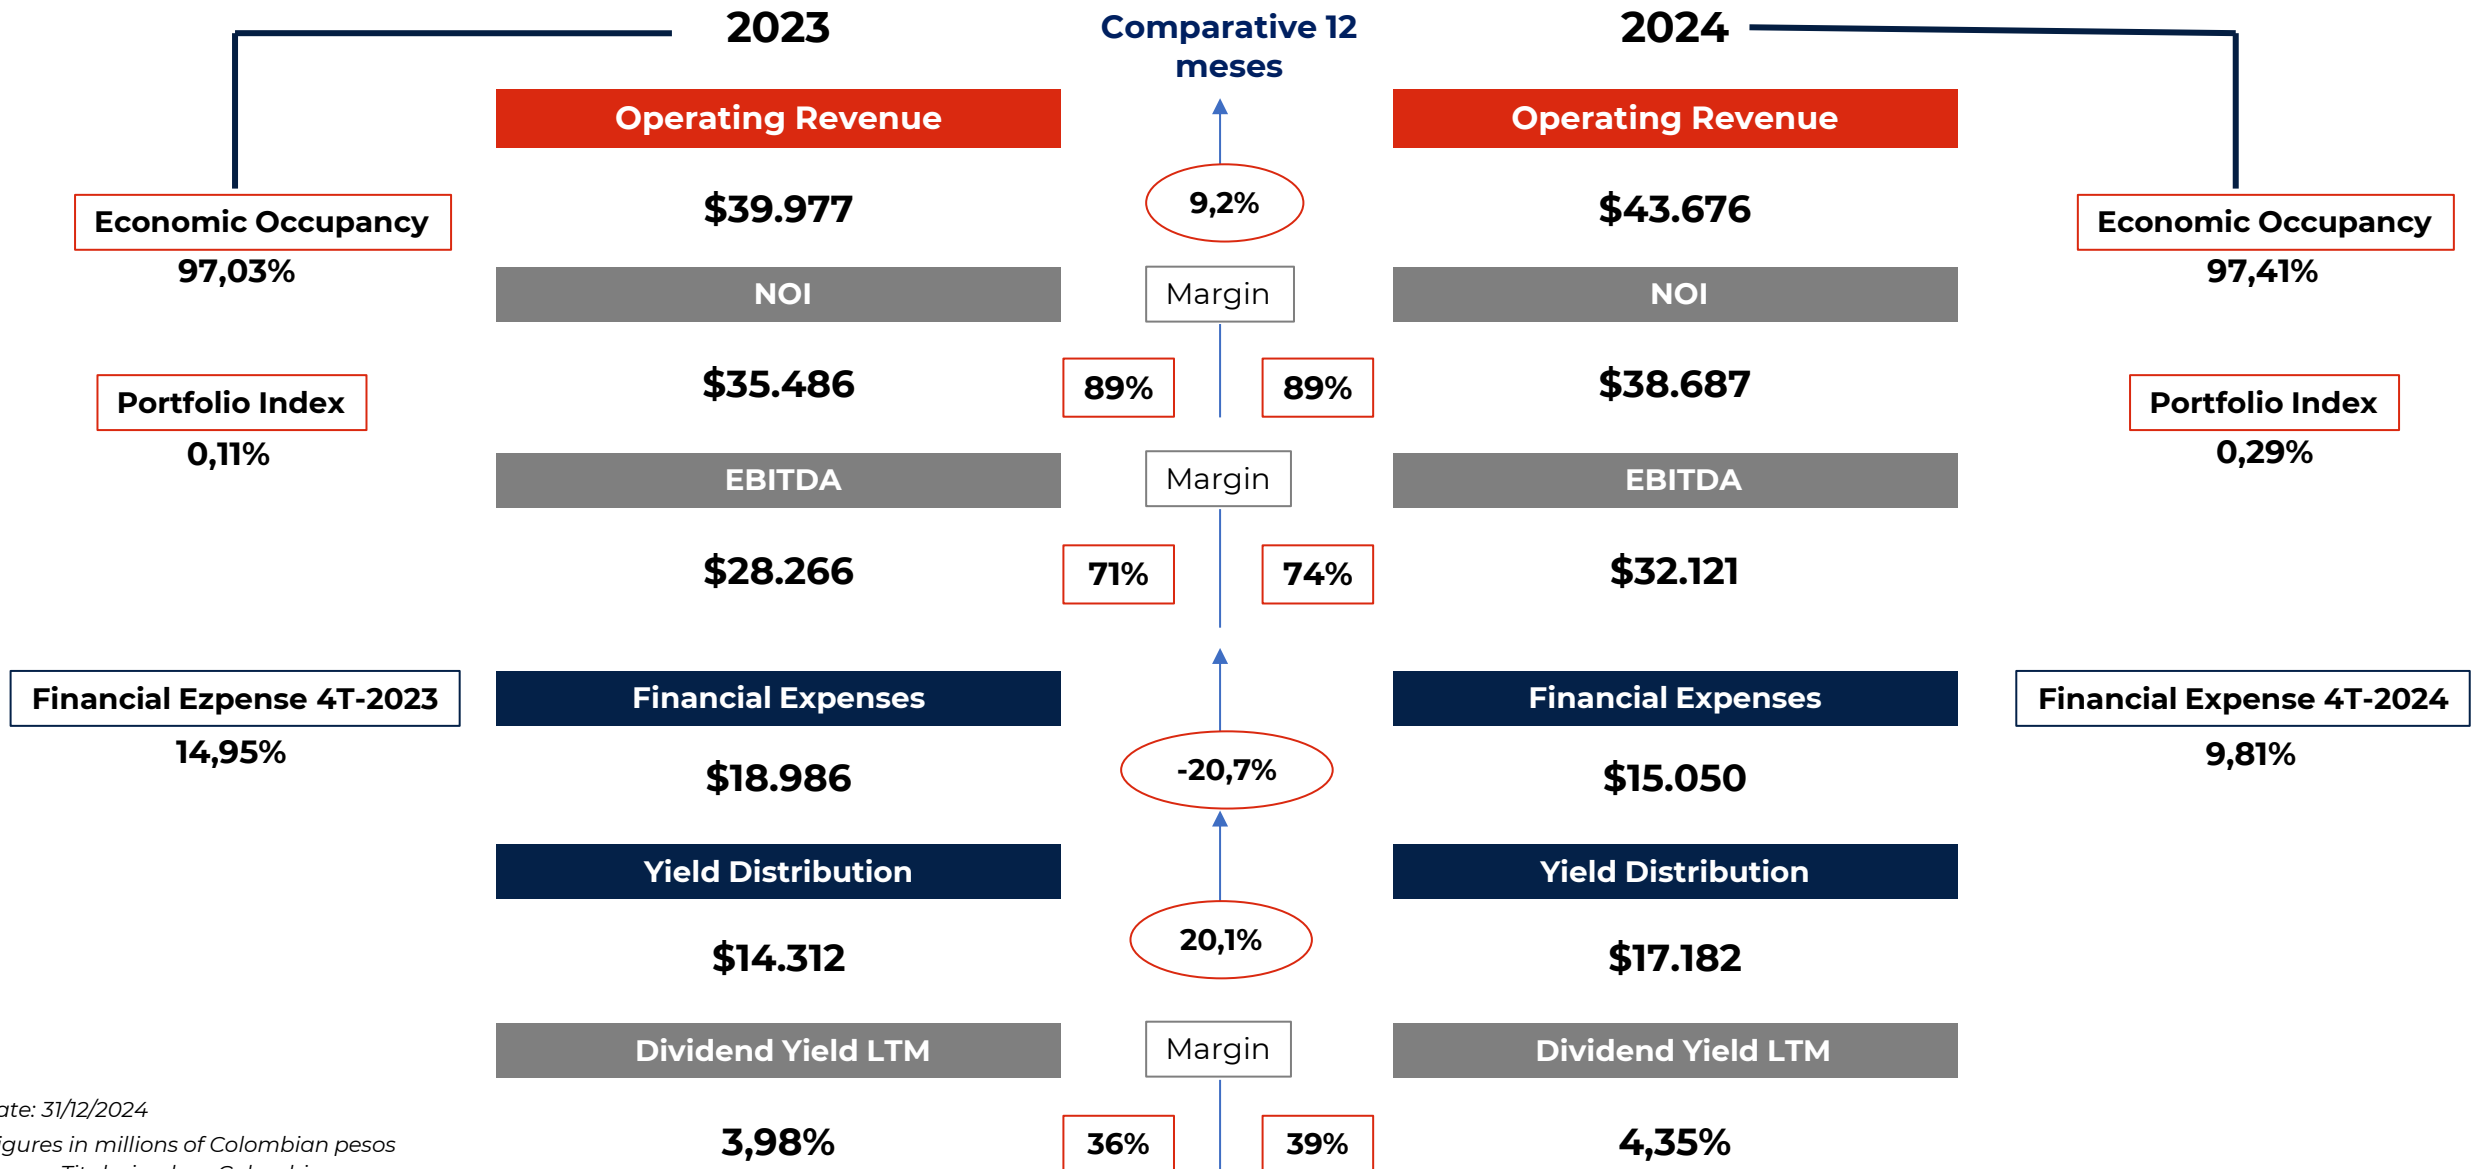 2023
Comparative 12
meses
2024
Operating Revenue
Operating Revenue
$39.977
9,2%
$43.676
Economic Occupancy
97,03%
Economic Occupancy
97,41%
NOI
Margin
NOI
$35.486
89%
89%
$38.687
Portfolio Index
0,11%
Portfolio Index
0,29%
EBITDA
Margin
EBITDA
$28.266
71%
74%
$32.121
Financial Ezpense 4T-2023
14,95%
Financial Expenses
Financial Expenses
Financial Expense 4T-2024
9,81%
$18.986
-20,7%
$15.050
Yield Distribution
Yield Distribution
$14.312
20,1%
$17.182
Dividend Yield LTM
Margin
Dividend Yield LTM
3,98%
36%
39%
4,35%
ate: 31/12/2024
igures in millions of Colombian pesos